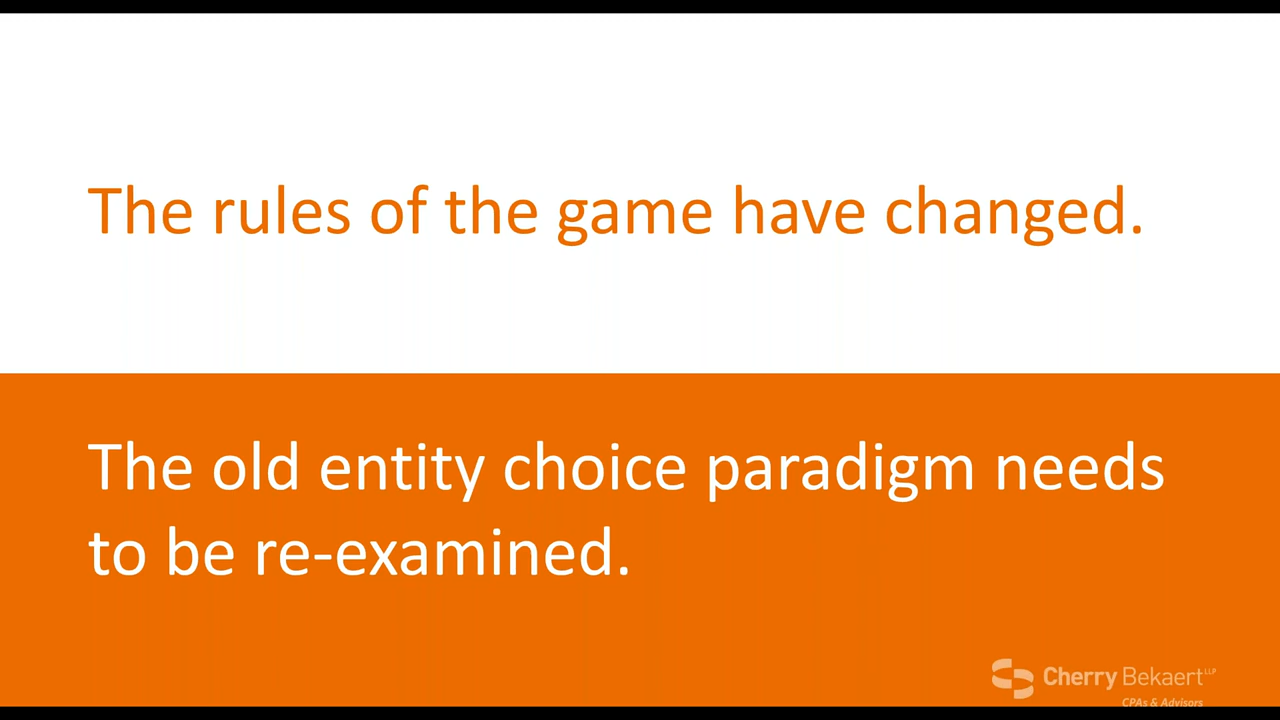 The rules of the game have changed.
The old entity choice paradigm needs
to be re-examined.
Cherry Bekaert LLP
CPAs & Advisors